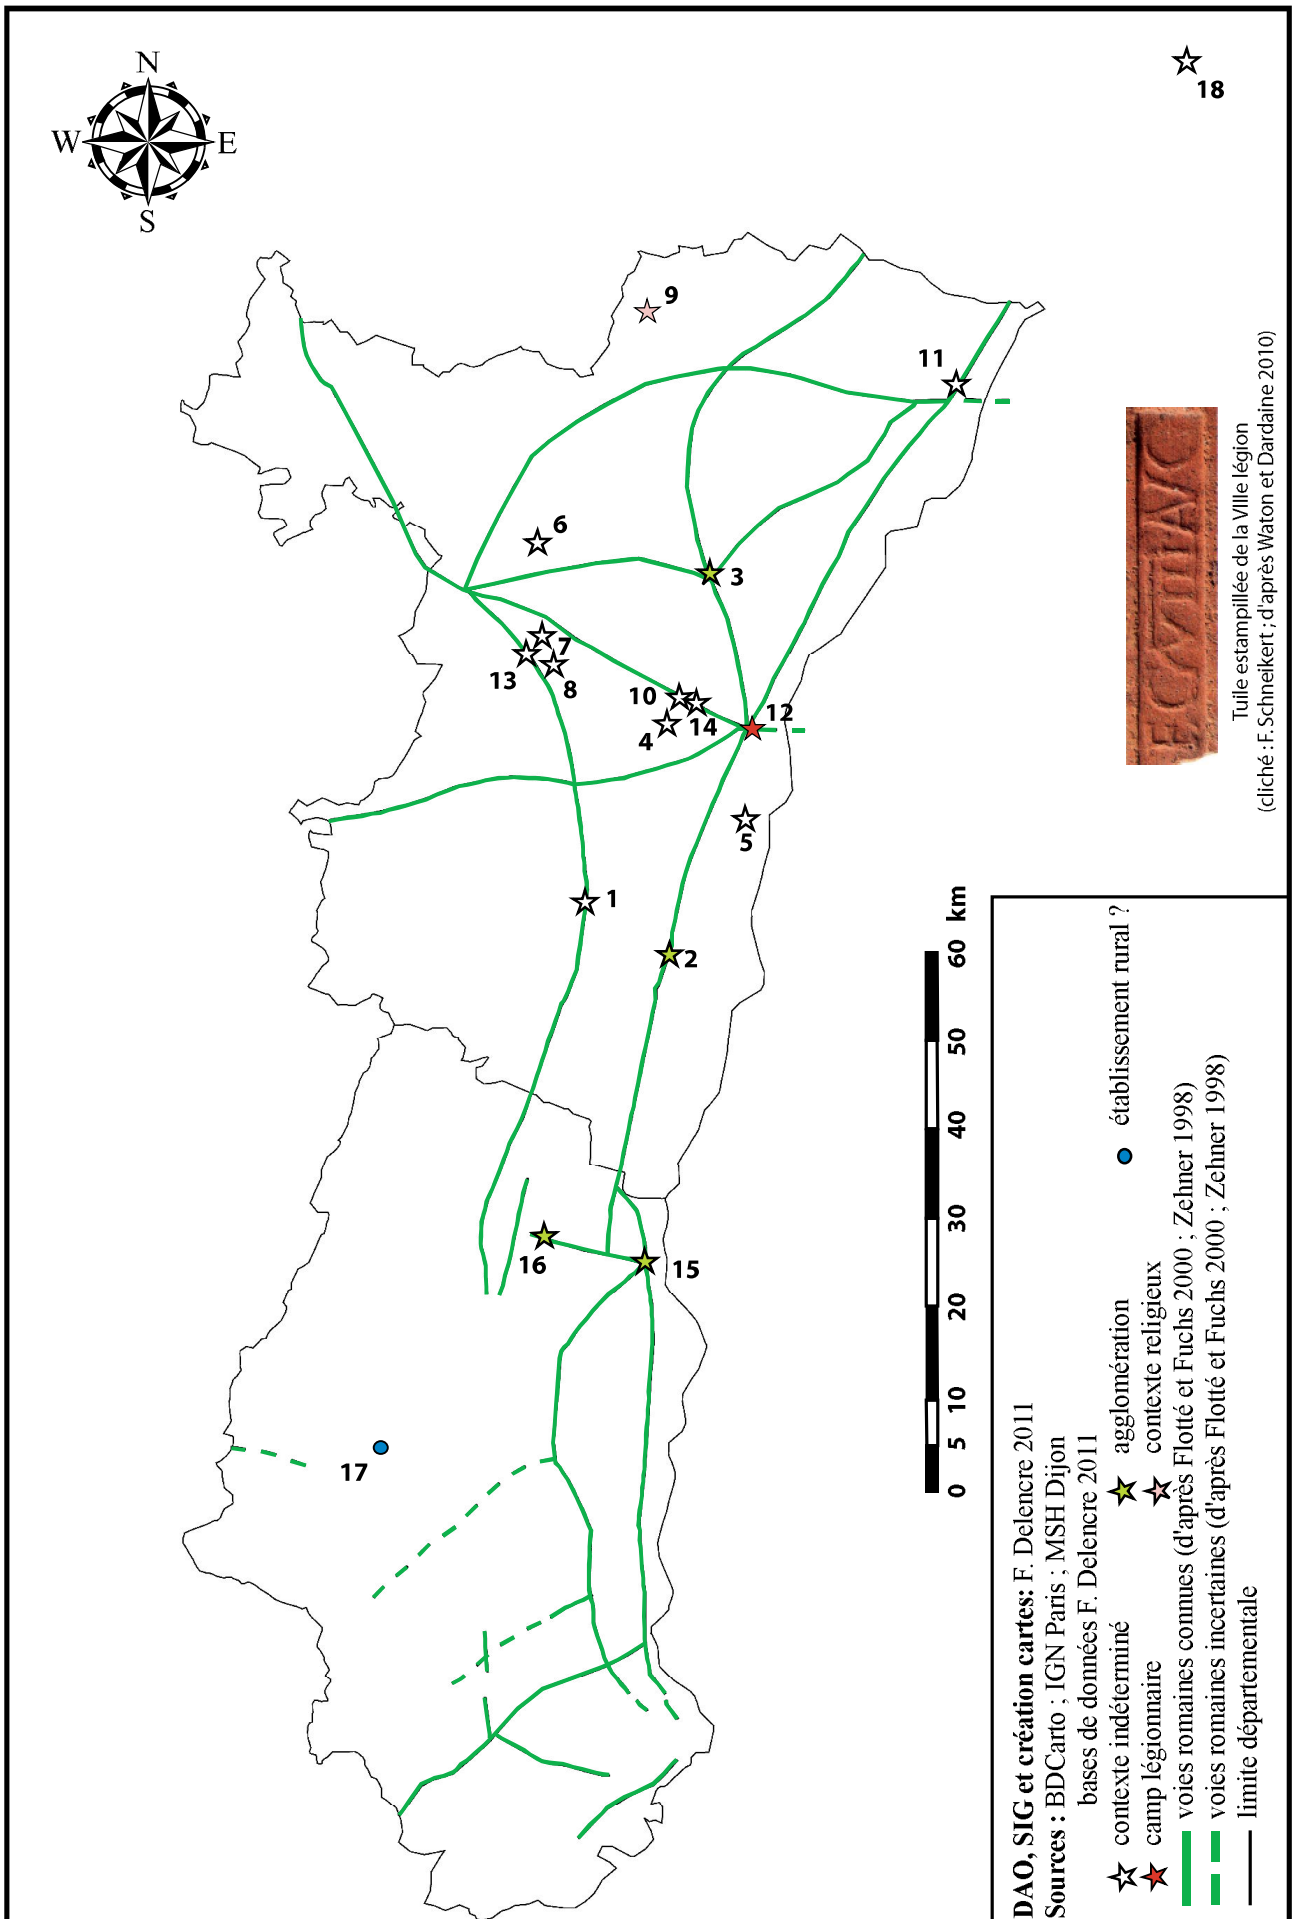 N
W
E
S
18
9
11
6
3
7
13
8
10
14
12
4
5
1
2
16
15
17
Tuile estampillée de la VIIIe légion
(cliché : F. Schneikert ; d'après Waton et Dardaine 2010)
0 5 10 20 30 40 50 60 km
DAO, SIG et création cartes: F. Delencre 2011
Sources : BDCarto ; IGN Paris ; MSH Dijon
bases de données F. Delencre 2011
contexte indéterminé
agglomération
établissement rural ?
camp légionnaire
contexte religieux
voies romaines connues (d'après Flotté et Fuchs 2000 ; Zehner 1998)
voies romaines incertaines (d'après Flotté et Fuchs 2000 ; Zehner 1998)
limite départementale